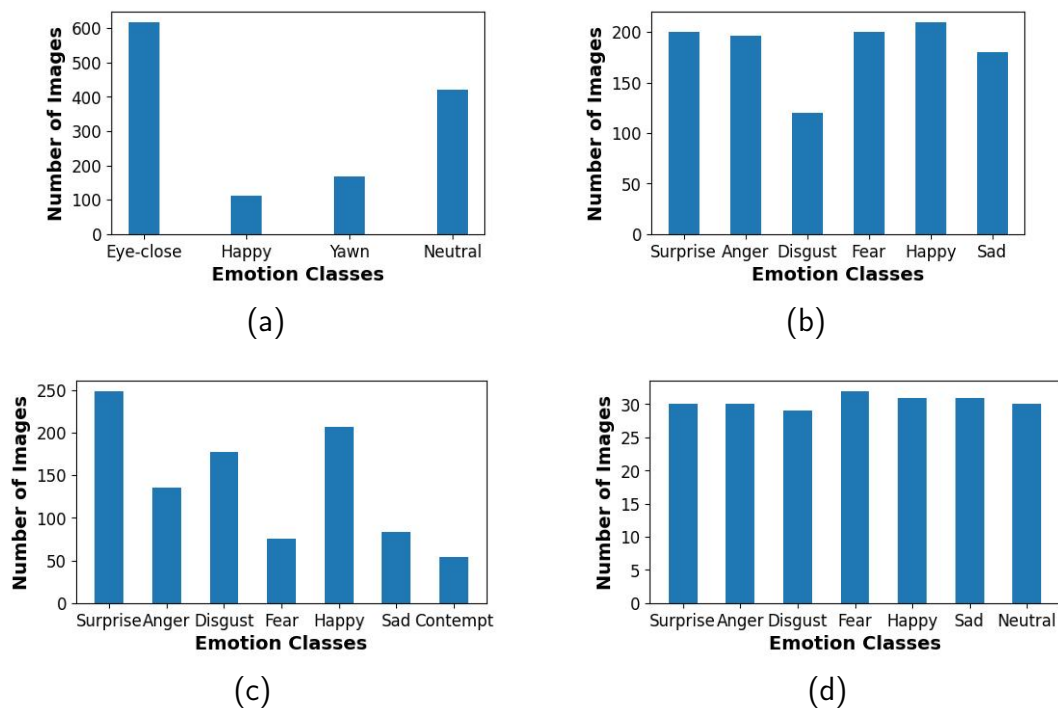 Number of Images
600
500
400
300
200
100
0
Eye-close Happy Yawn Neutral
Emotion Classes
(a)
Number of Images
200
150
100
50
0
Surprise Anger Disgust Fear Happy Sad
Emotion Classes
(b)
Number of Images
250
200
150
100
50
0
Surprise Anger Disgust Fear Happy Sad Contempt
Emotion Classes
(c)
Number of Images
30
25
20
15
10
5
0
Surprise Anger Disgust Fear Happy Sad Neutral
Emotion Classes
(d)